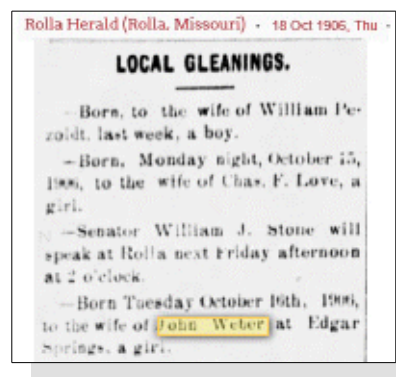 Rolla Herald (Rolla, Missouri) - 18 Oct 1906, Thu -
LOCAL GLEANINGS.
—Born, to the wife of William Pe-
zoldt, last week, a boy.
—Born, Monday night, October 15,
1906, to the wife of Chas. F. Love, a
girl.
—Senator William J. Stone will
speak at Rolla next Friday afternoon
at 2 o'clock.
—Born Tuesday October 16th, 1906,
to the wife of John Weber at Edgar
Springs, a girl.